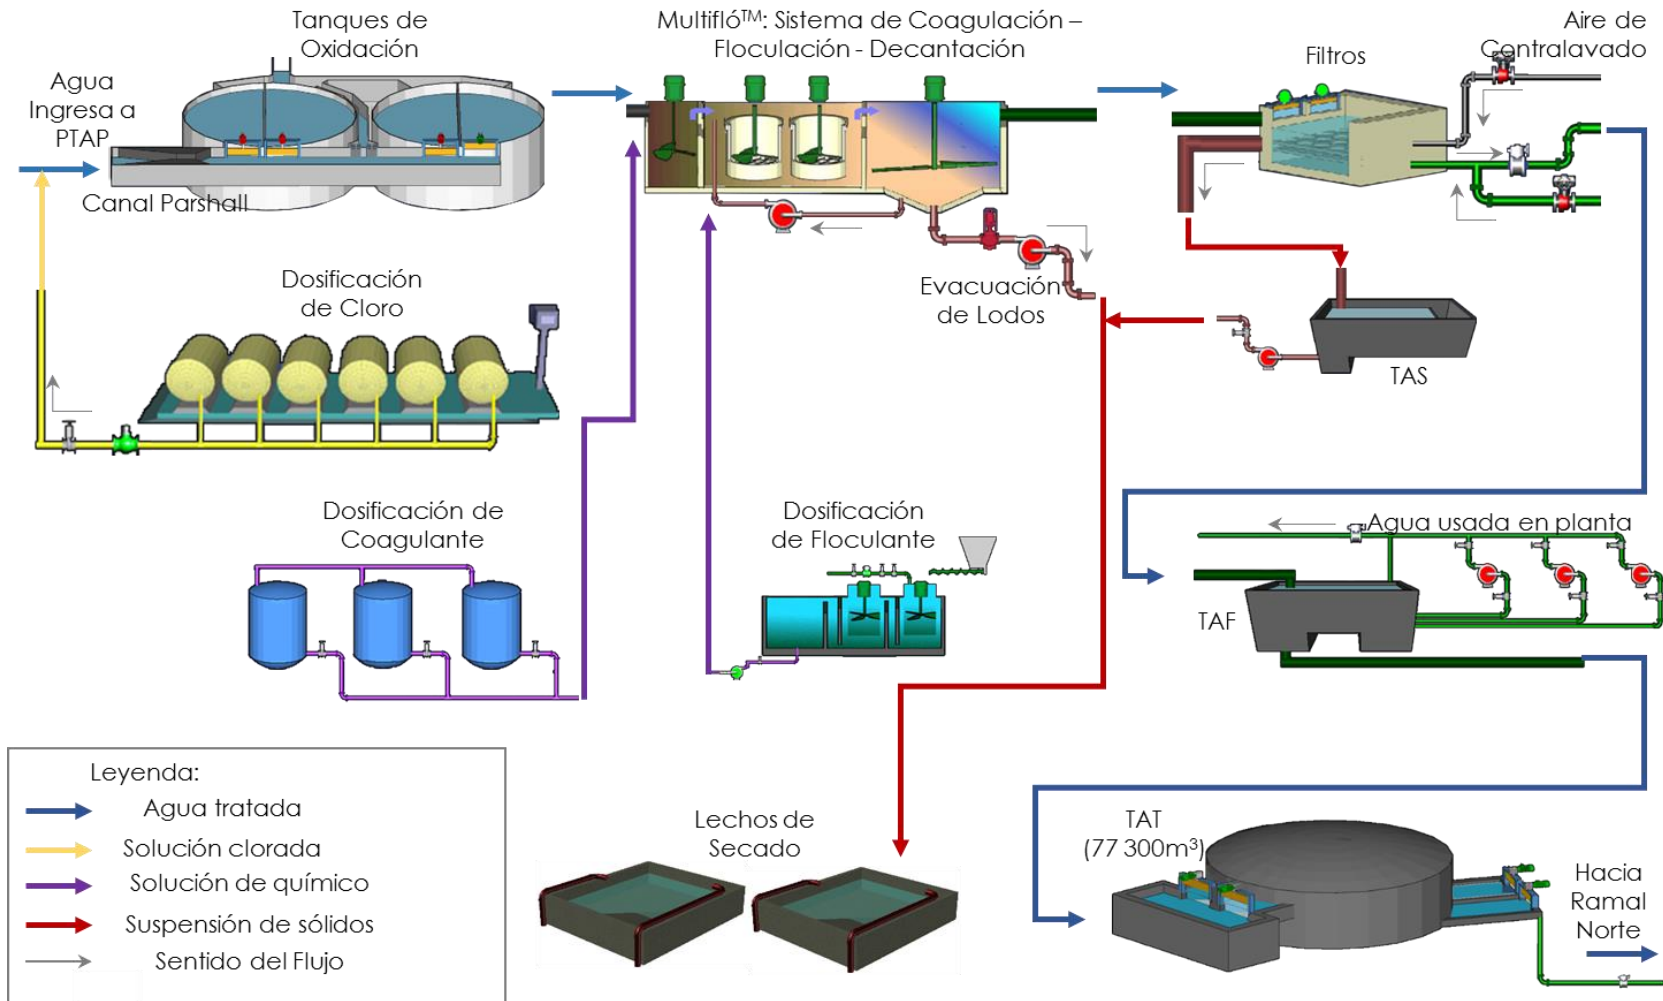 Tanques de
Oxidación
Multifló™: Sistema de Coagulación –
Floculación - Decantación
Filtros
Aire de
Contralavado
Agua
Ingresa a
PTAP
Canal Parshall
Dosificación
de Cloro
Evacuación
de Lodos
TAS
Dosificación de
Coagulante
Dosificación
de Floculante
Agua usada en planta
TAF
Leyenda:
Agua tratada
Solución clorada
Solución de químico
Suspensión de sólidos
Sentido del Flujo
Lechos de
Secado
TAT
(77 300m³)
Hacia
Ramal
Norte